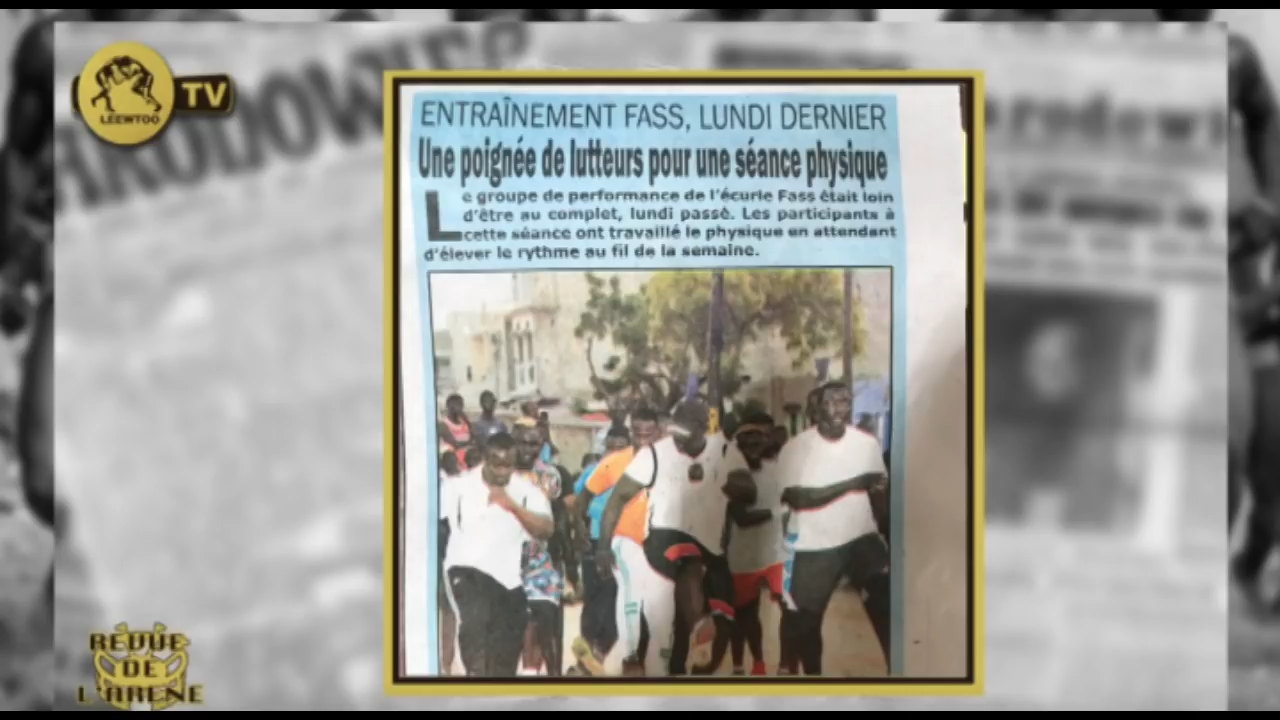 LEEWTOO
TV
ENTRAÎNEMENT FASS, LUNDI DERNIER
Une poignée de lutteurs pour une séance physique
Le groupe de performance de l'écurie Fass était loin
d'être au complet, lundi passé. Les participants à
cette séance ont travaillé le physique en attendant
d'élever le rythme au fil de la semaine.
REVUE
DE
L'ARENE